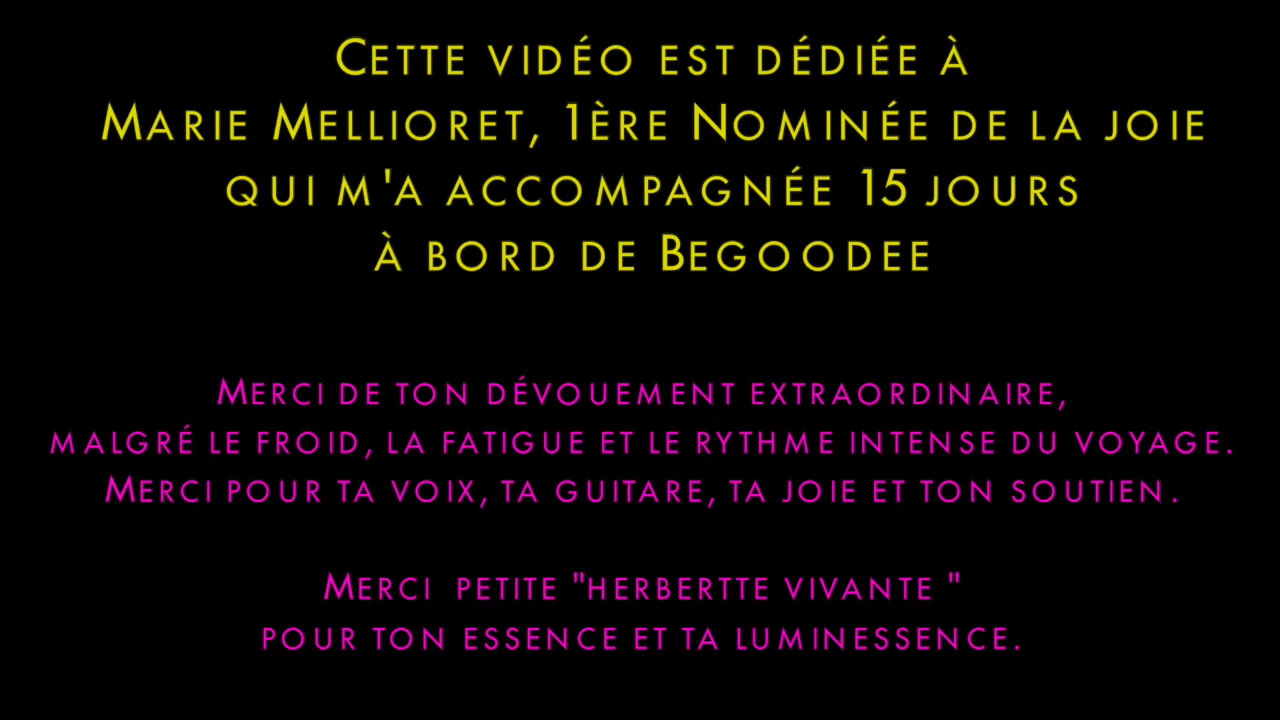 Cette vidéo est dédiée à
Marie Mellioret, 1ère Nominée de la joie
qui m'a accompagnée 15 jours
à bord de Begoodee
Merci de ton dévouement extraordinaire,
malgré le froid, la fatigue et le rythme intense du voyage.
Merci pour ta voix, ta guitare, ta joie et ton soutien.
Merci petite "herbertte vivante "
pour ton essence et ta luminessence.